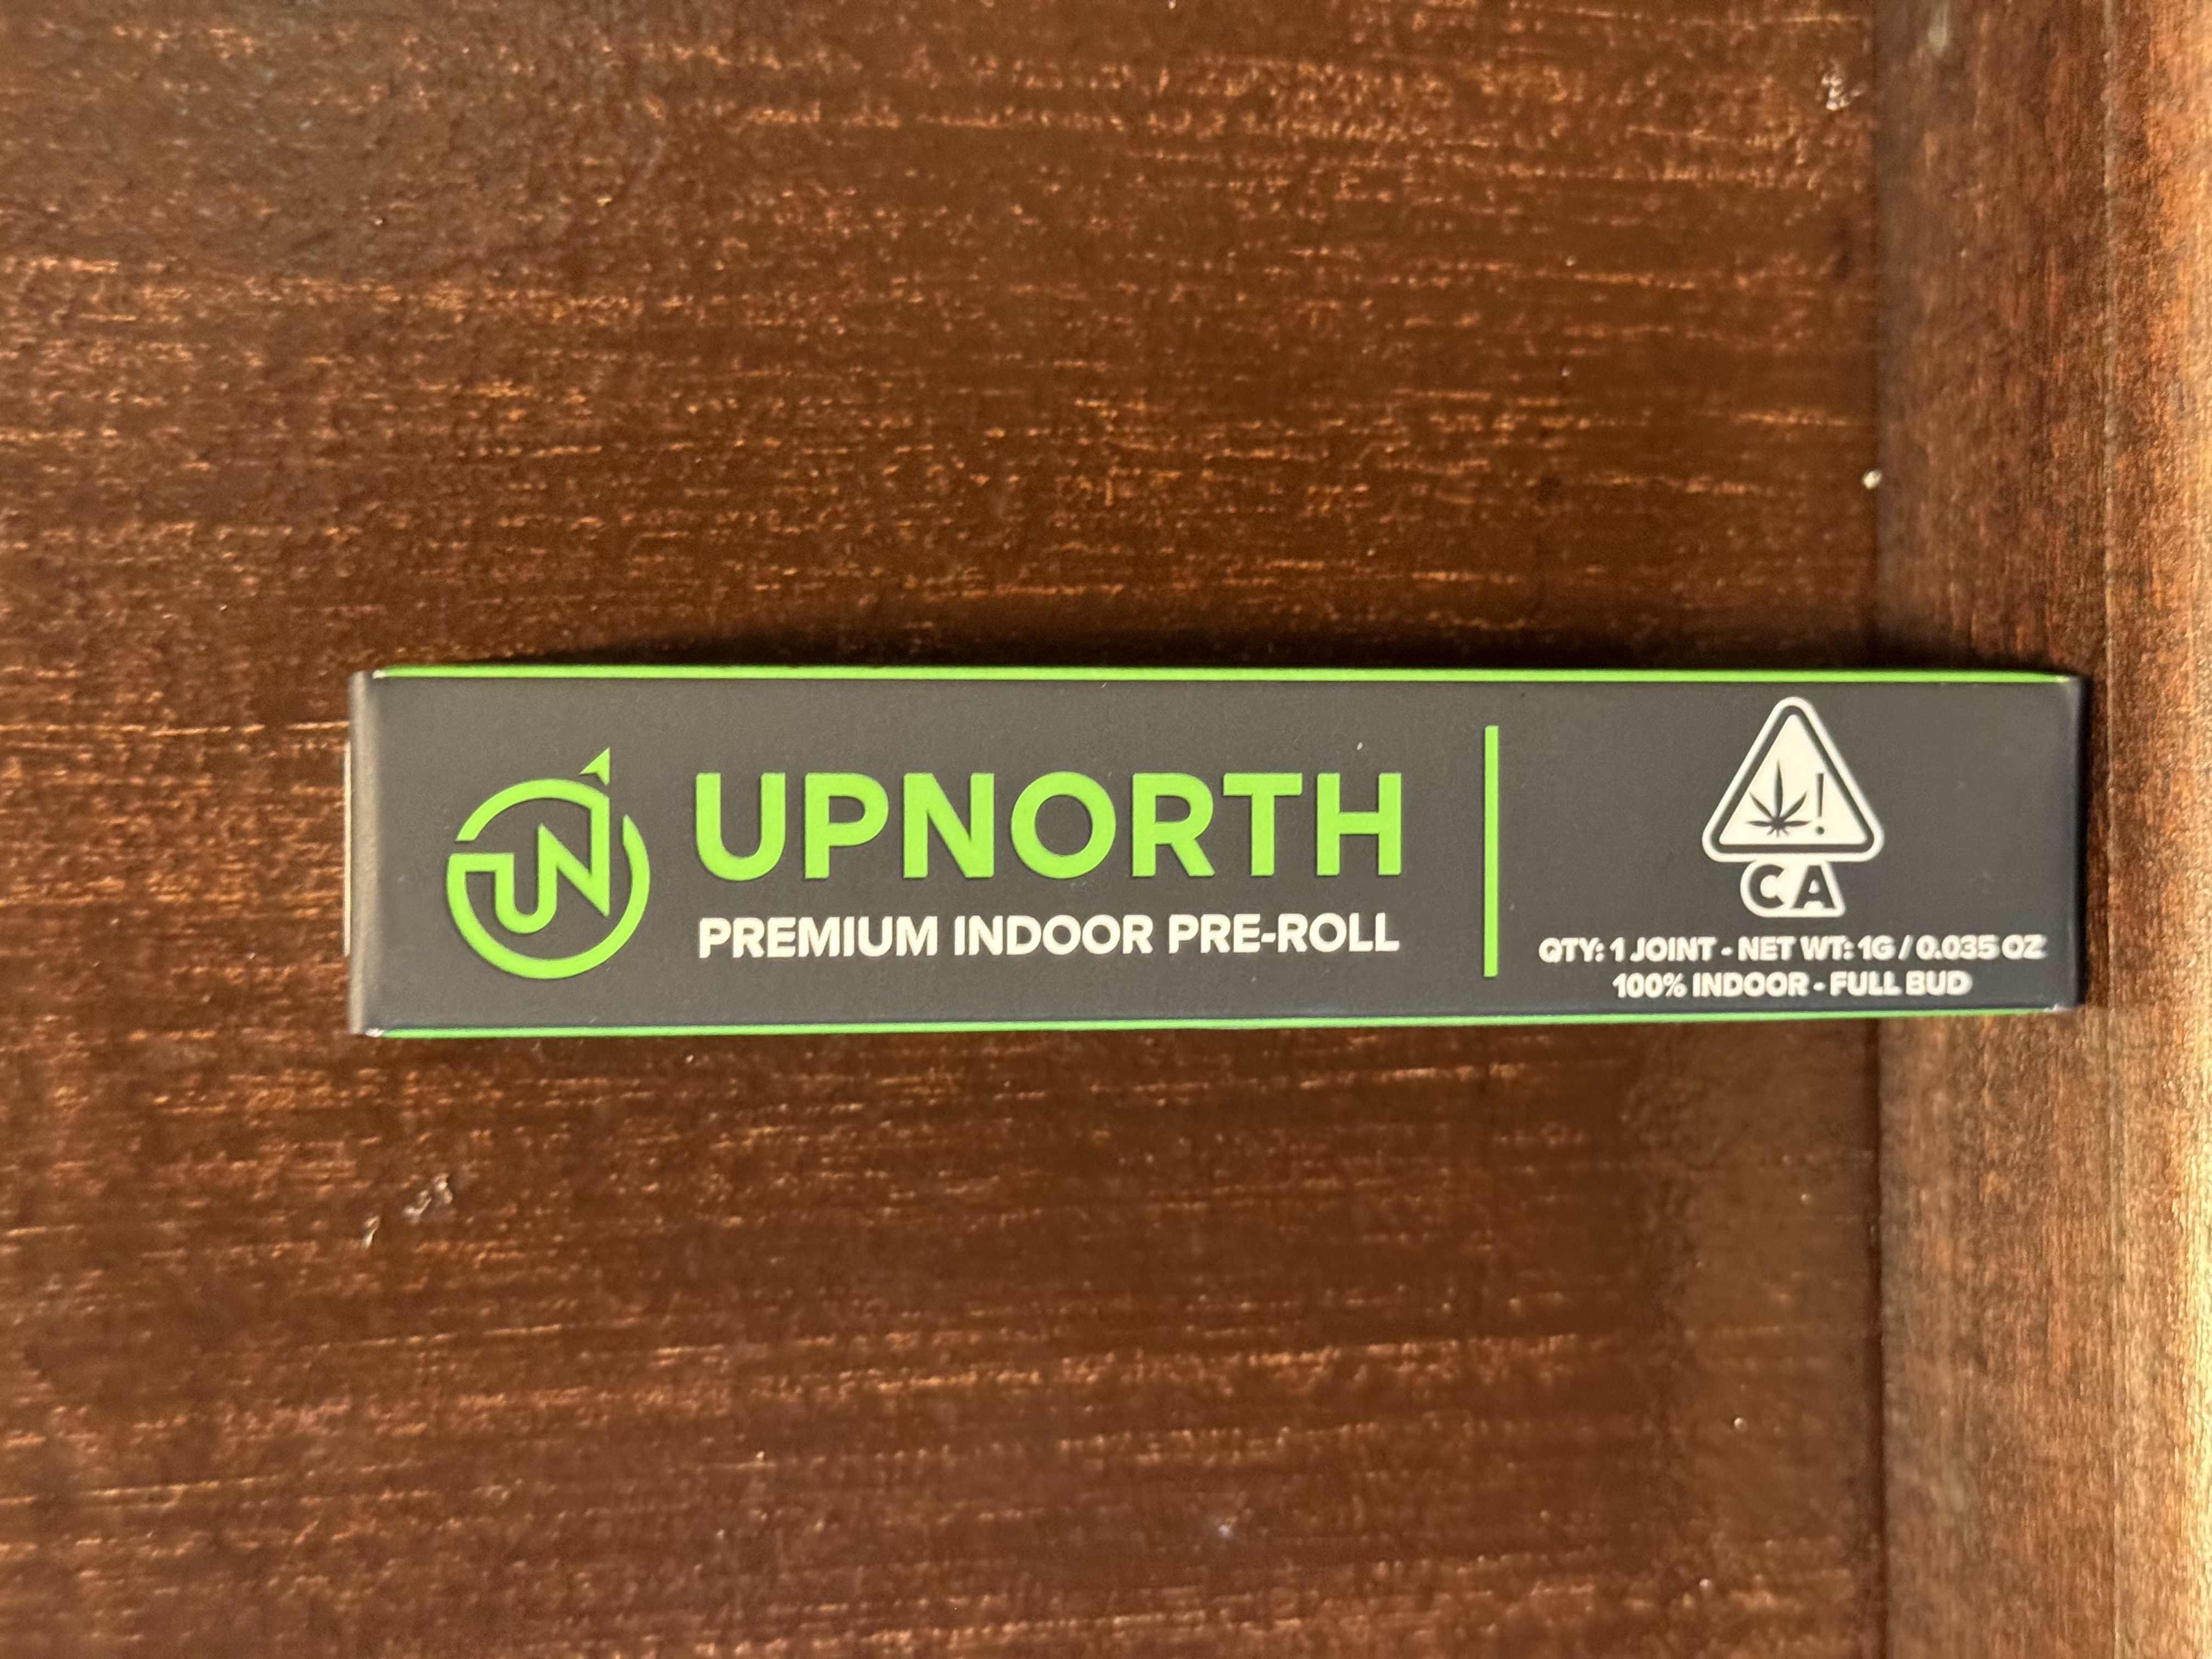 UN
UPNORTH
PREMIUM INDOOR PRE-ROLL
!
CA
QTY: 1 JOINT - NET WT: 1G / 0.035 OZ
100% INDOOR - FULL BUD